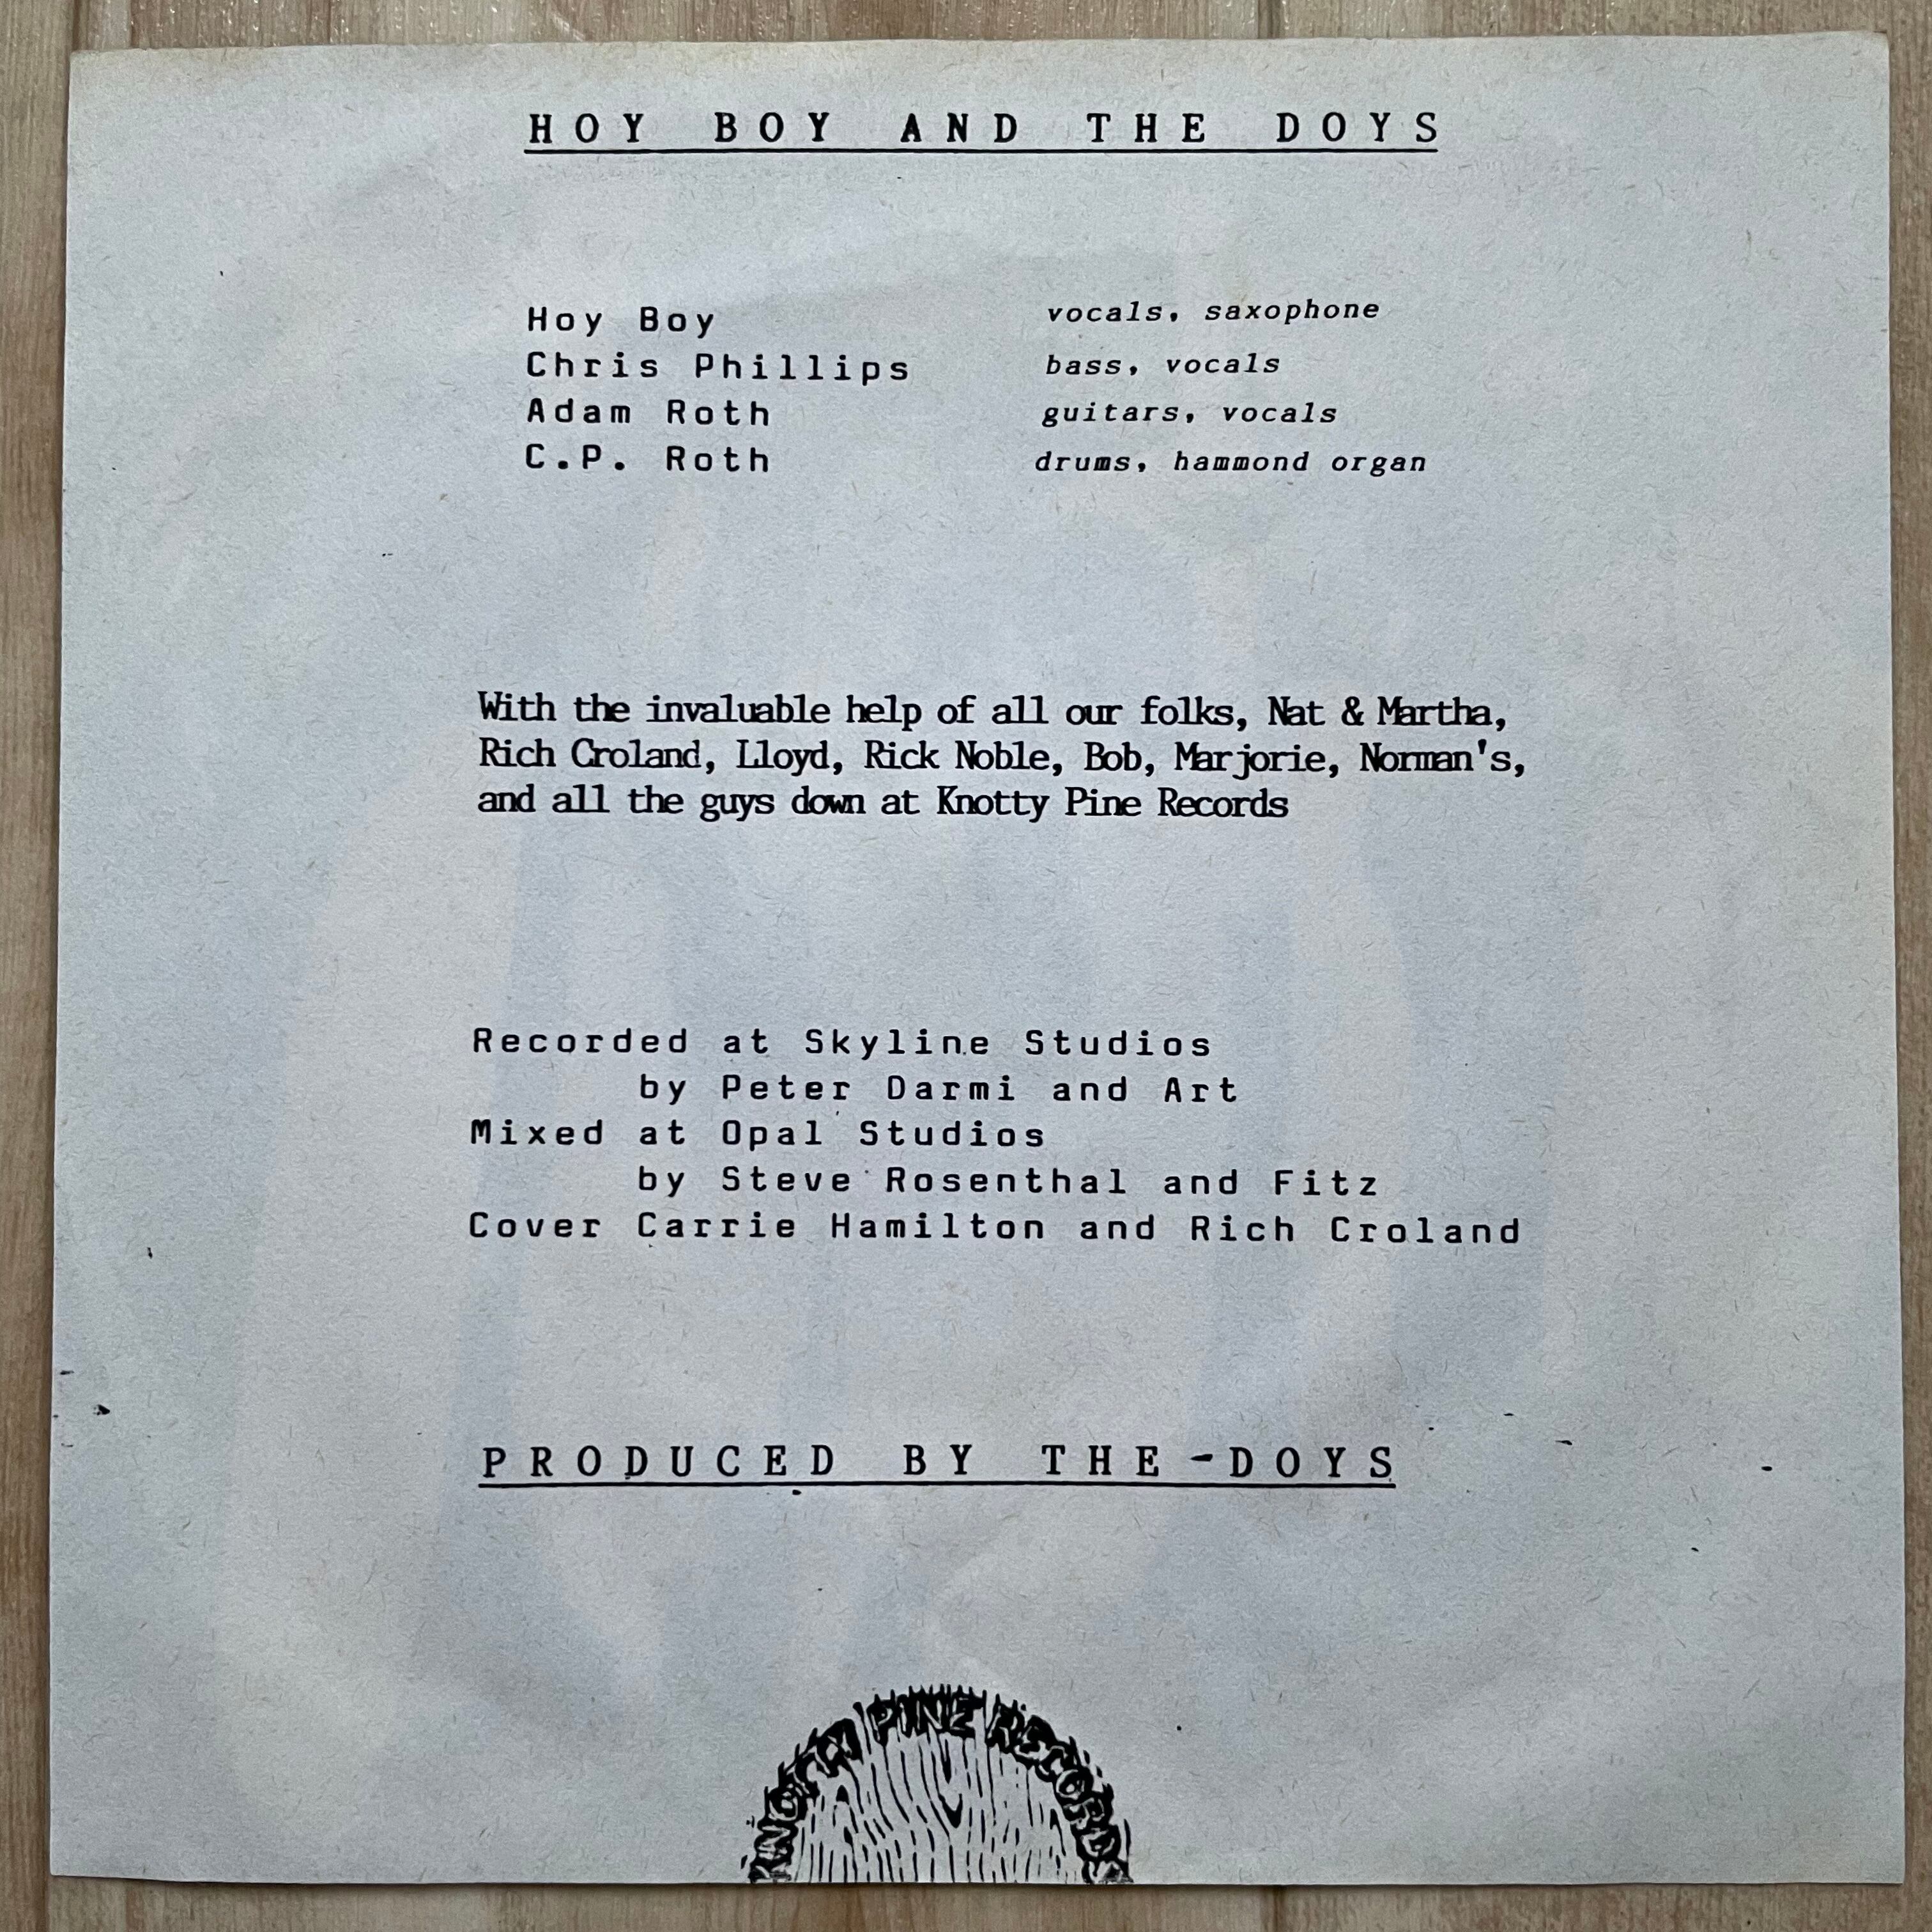 HOY BOY AND THE DOYS
Hoy Boy vocals, saxophone
Chris Phillips bass, vocals
Adam Roth guitars, vocals
C.P. Roth drums, hammond organ
With the invaluable help of all our folks, Nat & Martha,
Rich Croland, Lloyd, Rick Noble, Bob, Marjorie, Norman's,
and all the guys down at Knotty Pine Records
Recorded at Skyline Studios
by Peter Darmi and Art
Mixed at Opal Studios
by Steve Rosenthal and Fitz
Cover Carrie Hamilton and Rich Croland
PRODUCED BY THE-DOYS
KNOTTY PINE RECORDS